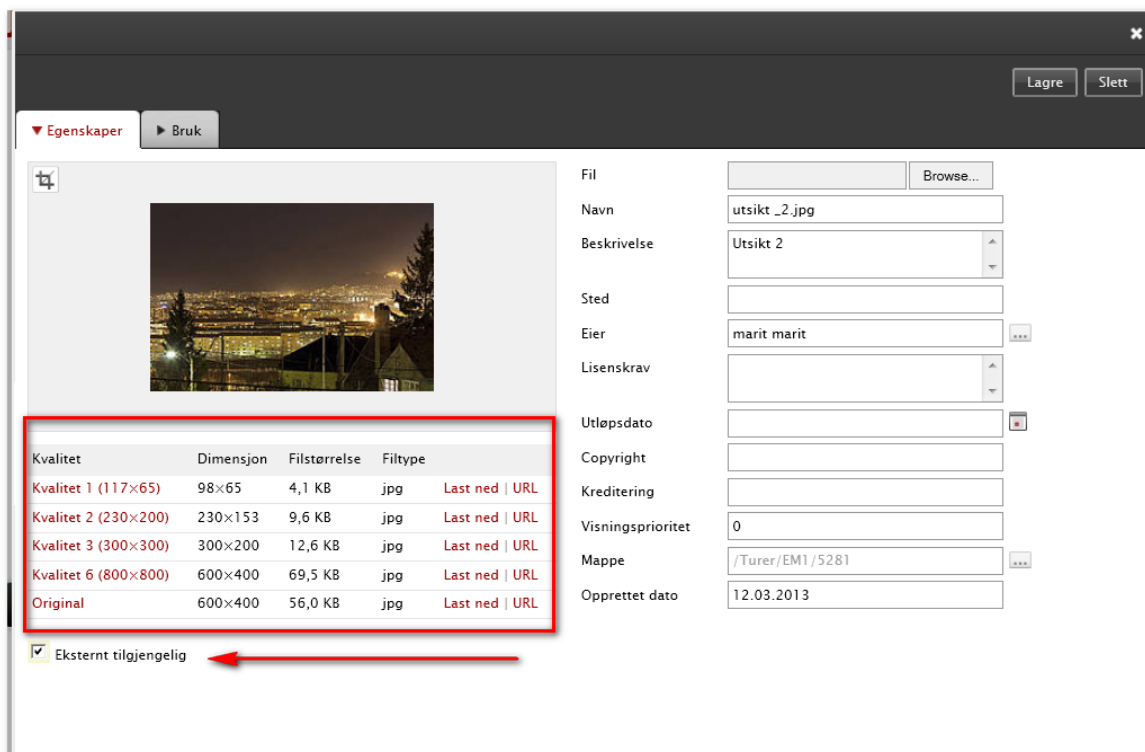 Lagre Slett
Egenskaper Bruk
Fil Browse...
Navn utsikt _2.jpg
Beskrivelse Utsikt 2
Sted
Eier marit marit ...
Lisenskrav
Utløpsdato
Copyright
Kreditering
Visningsprioritet 0
Mappe /Turer/EM1/5281 ...
Opprettet dato 12.03.2013
Kvalitet Dimensjon Filstørrelse Filtype
Kvalitet 1 (117×65) 98×65 4,1 KB jpg Last ned | URL
Kvalitet 2 (230×200) 230×153 9,6 KB jpg Last ned | URL
Kvalitet 3 (300×300) 300×200 12,6 KB jpg Last ned | URL
Kvalitet 6 (800×800) 600×400 69,5 KB jpg Last ned | URL
Original 600×400 56,0 KB jpg Last ned | URL
Eksternt tilgjengelig